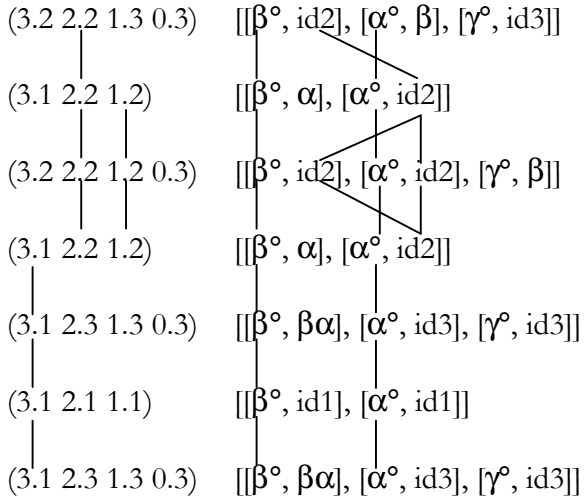 (3.2 2.2 1.3 0.3) [[β°, id2], [α°, β], [γ°, id3]]
(3.1 2.2 1.2) [[β°, α], [α°, id2]]
(3.2 2.2 1.2 0.3) [[β°, id2], [α°, id2], [γ°, β]]
(3.1 2.2 1.2) [[β°, α], [α°, id2]]
(3.1 2.3 1.3 0.3) [[β°, βα], [α°, id3], [γ°, id3]]
(3.1 2.1 1.1) [[β°, id1], [α°, id1]]
(3.1 2.3 1.3 0.3) [[β°, βα], [α°, id3], [γ°, id3]]